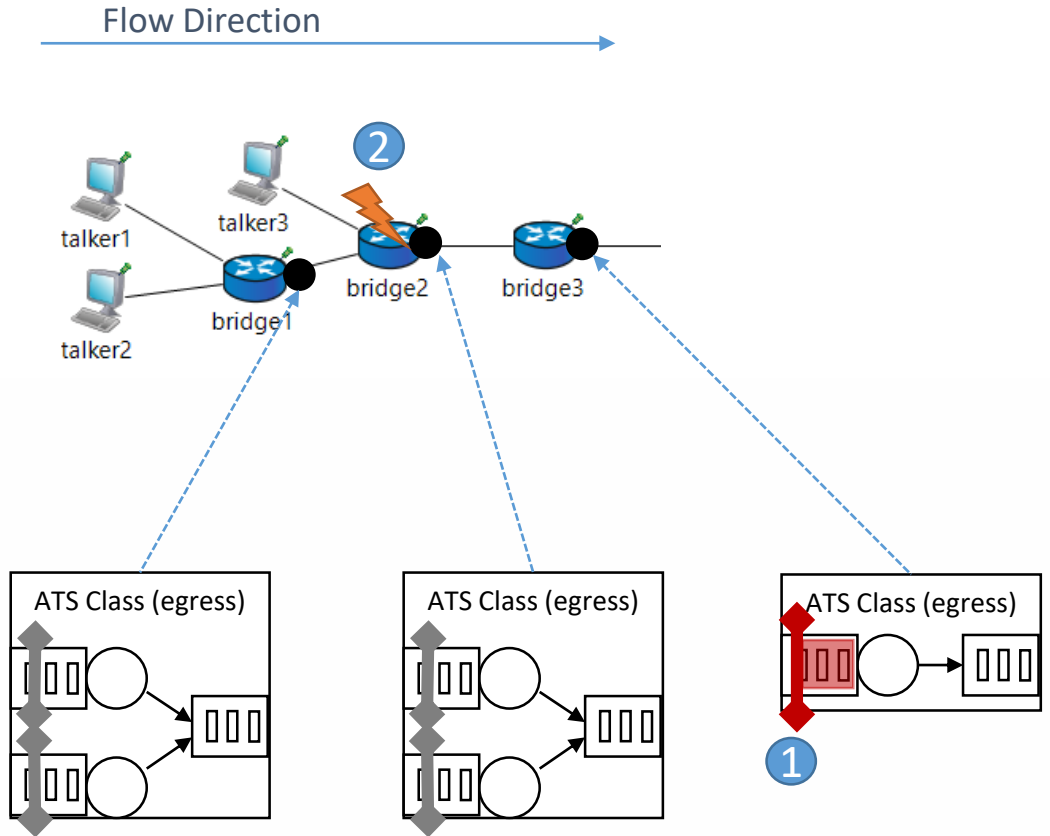 Flow Direction
2
talker1
talker3
talker2
bridge1
bridge2
bridge3
ATS Class (egress)
ATS Class (egress)
ATS Class (egress)
1